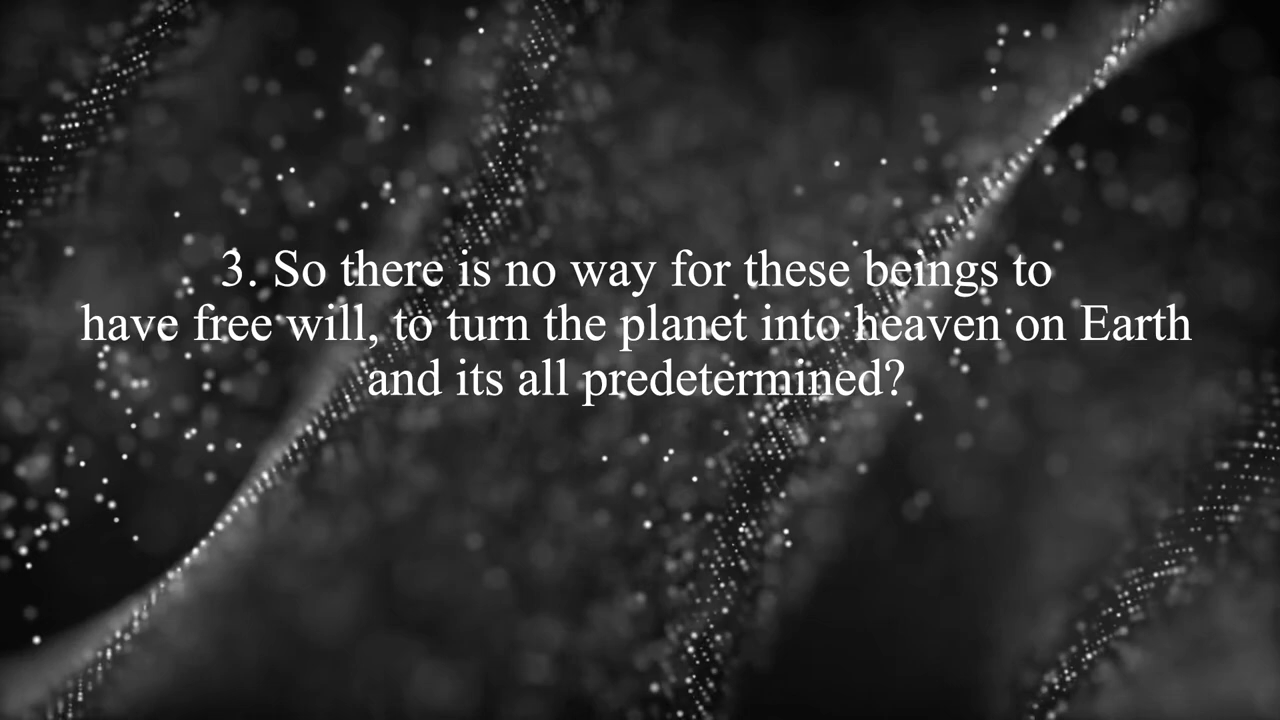 3. So there is no way for these beings to
have free will, to turn the planet into heaven on Earth
and its all predetermined?